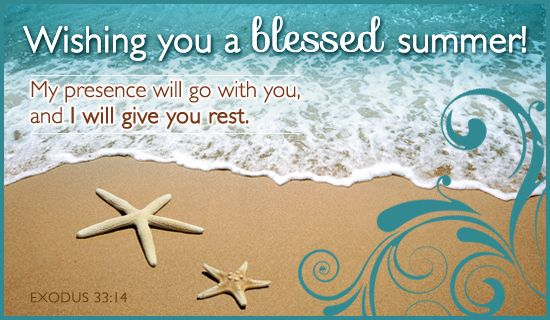 Wishing you a blessed summer!
My presence will go with you,
and I will give you rest.
EXODUS 33:14